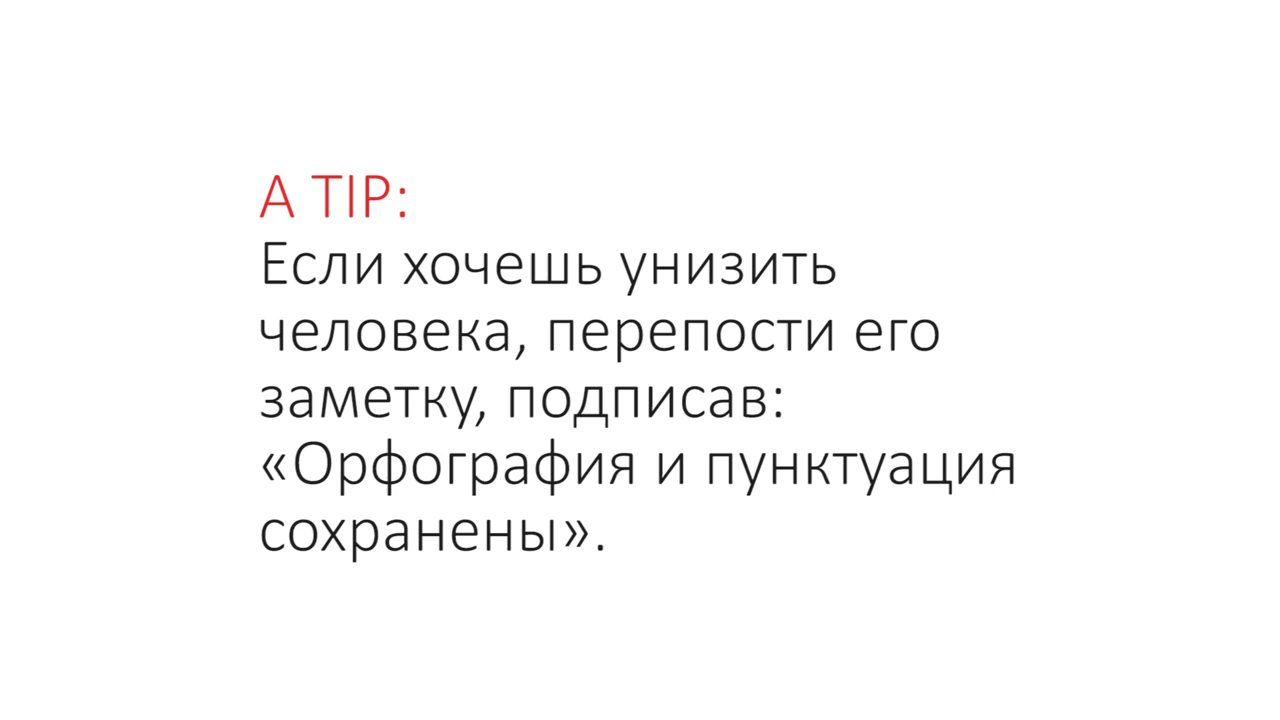 A TIP:
Если хочешь унизить
человека, перепости его
заметку, подписав:
«Орфография и пунктуация
сохранены».